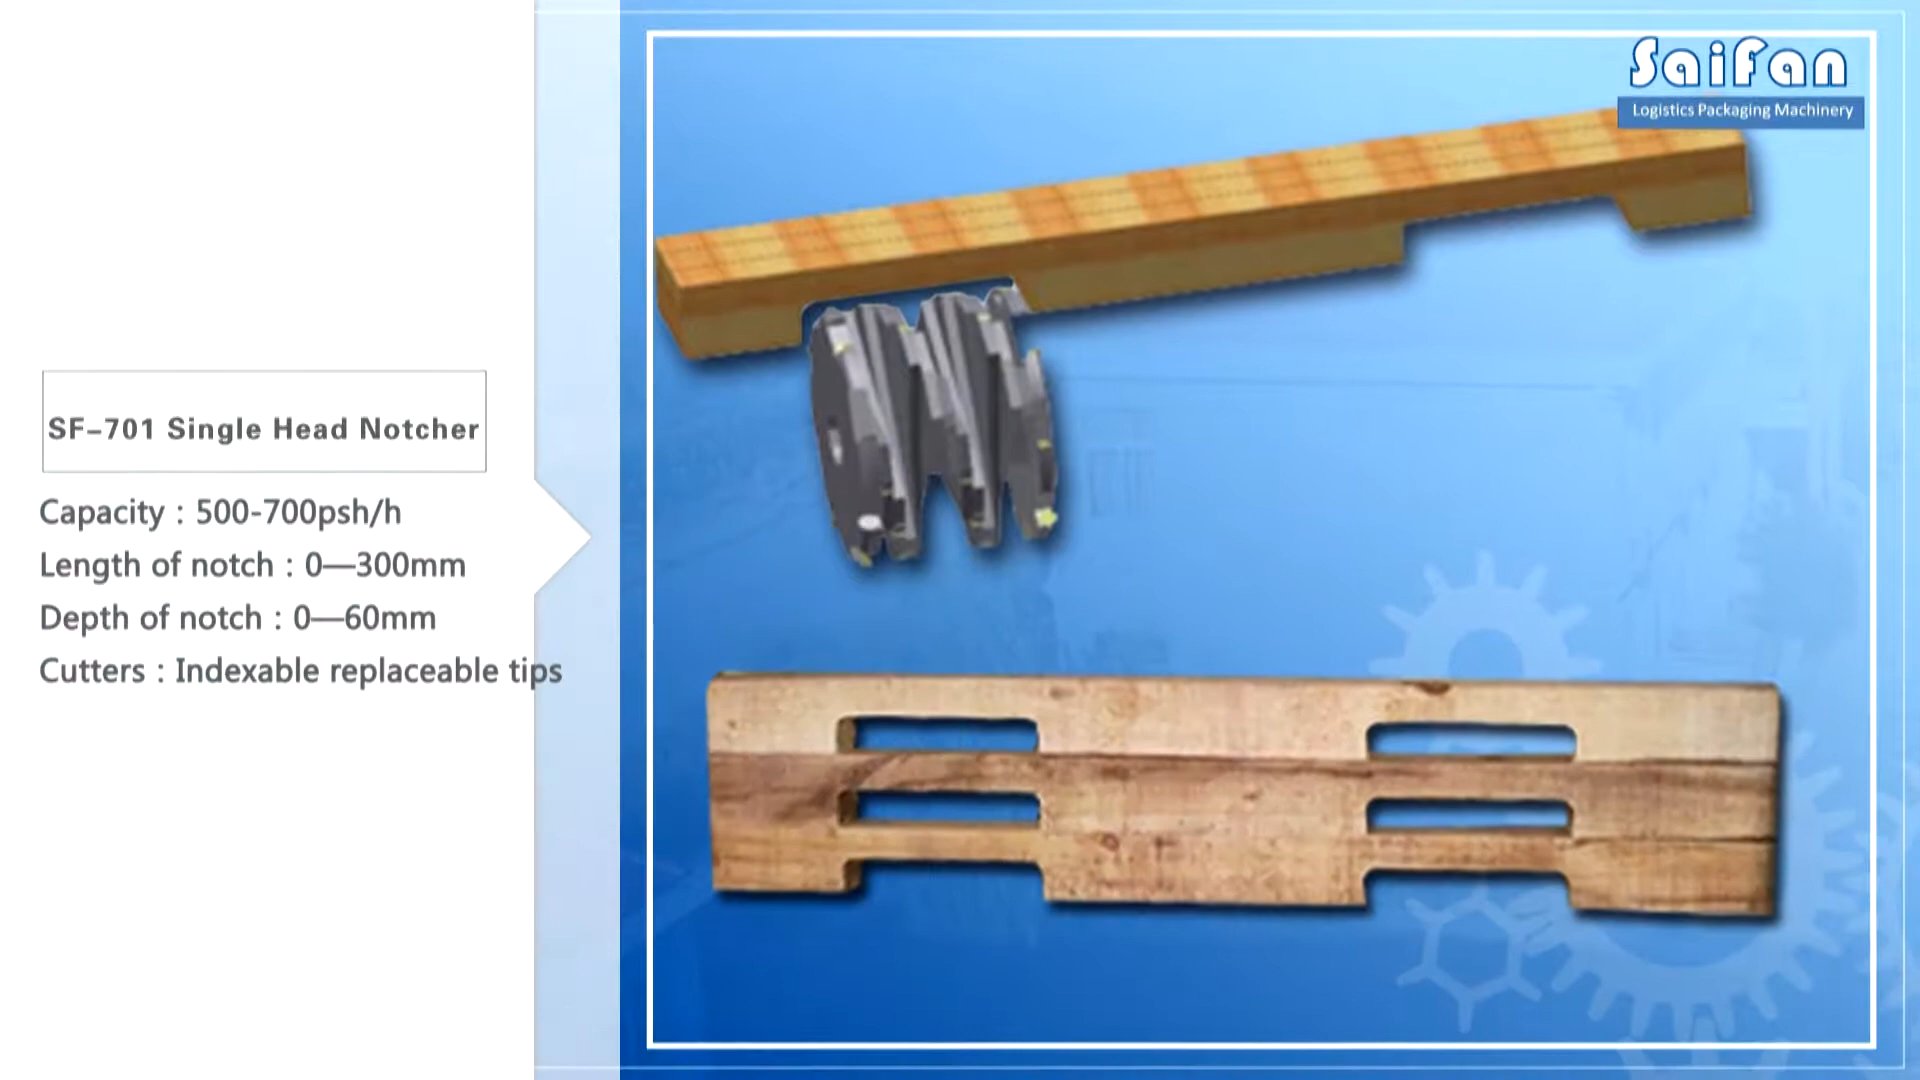 SaiFan
Logistics Packaging Machinery
SF-701 Single Head Notcher
Capacity : 500-700psh/h
Length of notch : 0—300mm
Depth of notch : 0—60mm
Cutters : Indexable replaceable tips